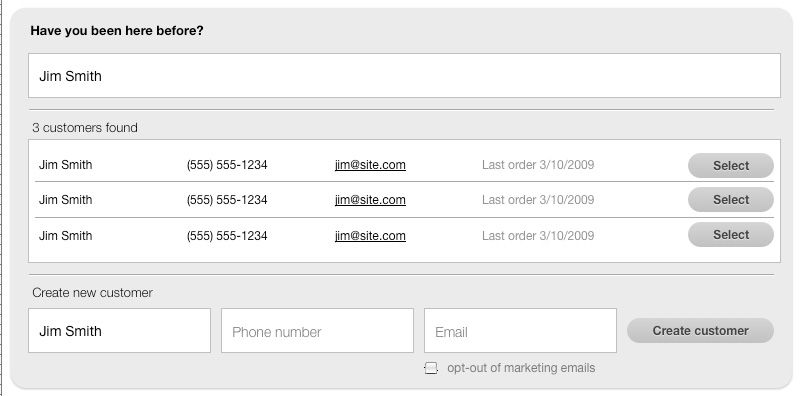 Have you been here before?
Jim Smith
3 customers found
Jim Smith (555) 555-1234 jim@site.com Last order 3/10/2009 Select
Jim Smith (555) 555-1234 jim@site.com Last order 3/10/2009 Select
Jim Smith (555) 555-1234 jim@site.com Last order 3/10/2009 Select
Create new customer
Jim Smith Phone number Email Create customer
opt-out of marketing emails